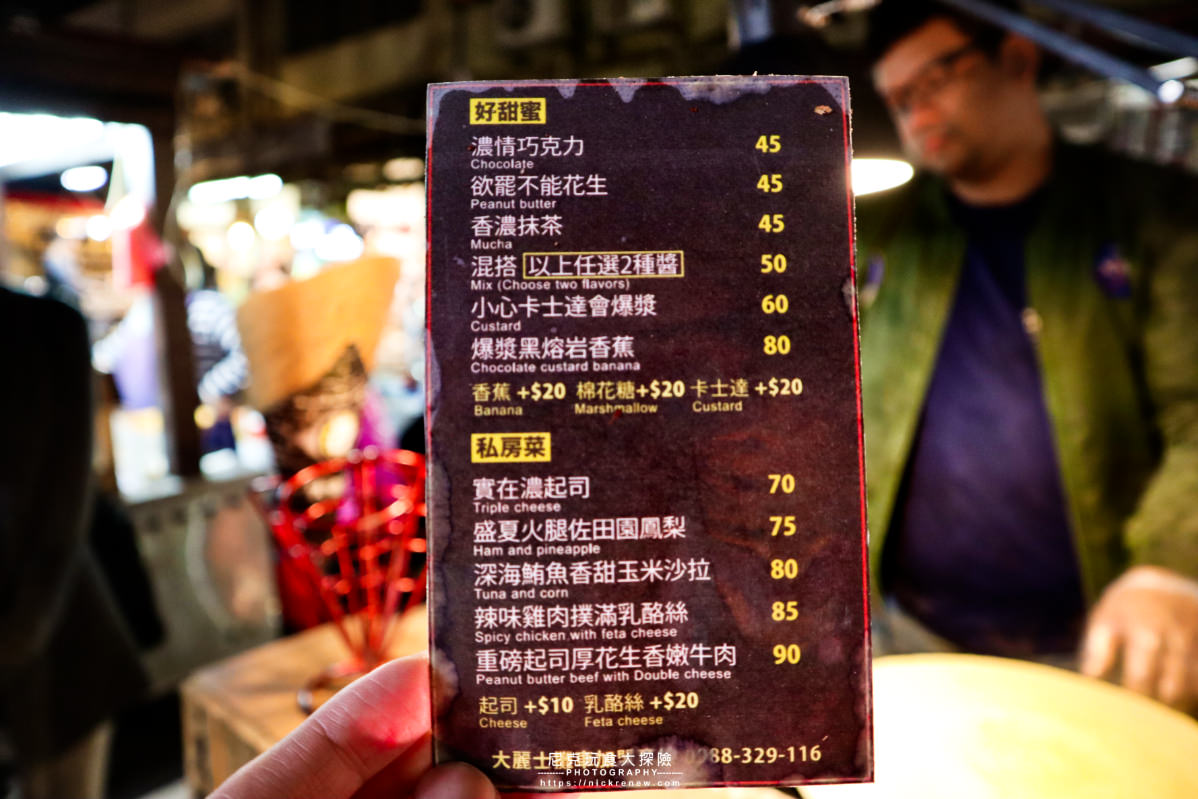 好甜蜜
濃情巧克力 45
Chocolate
欲罷不能花生 45
Peanut butter
香濃抹茶 45
Mucha
混搭 以上任選2種醬 50
Mix (Choose two flavors)
小心卡士達會爆漿 60
Custard
爆漿黑熔岩香蕉 80
Chocolate custard banana
香蕉 +$20 棉花糖+$20 卡士達 +$20
Banana Marshmallow Custard
私房菜
實在濃起司 70
Triple cheese
盛夏火腿佐田園鳳梨 75
Ham and pineapple
深海鮪魚香甜玉米沙拉 80
Tuna and corn
辣味雞肉撲滿乳酪絲 85
Spicy chicken with feta cheese
重磅起司厚花生香嫩牛肉 90
Peanut butter beef with Double cheese
起司 +$10 乳酪絲 +$20
Cheese Feta cheese
大麗士 0288-329-116
尼克玩食大探險
PHOTOGRAPHY
https://nickrenew.com